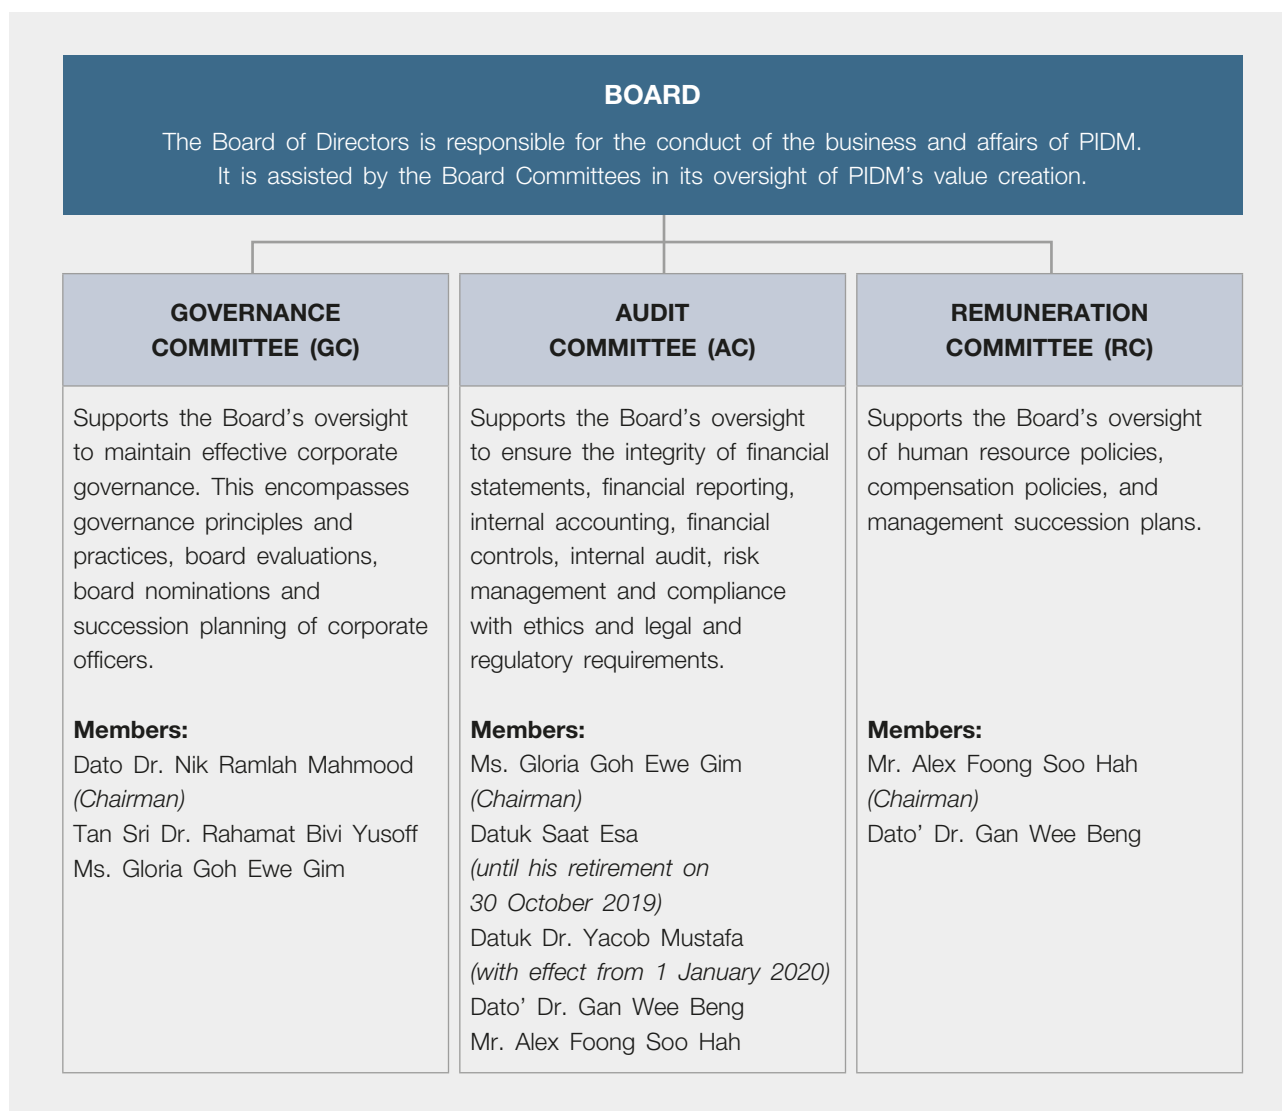 BOARD
The Board of Directors is responsible for the conduct of the business and affairs of PIDM.
It is assisted by the Board Committees in its oversight of PIDM’s value creation.
GOVERNANCE
COMMITTEE (GC)
Supports the Board’s oversight
to maintain effective corporate
governance. This encompasses
governance principles and
practices, board evaluations,
board nominations and
succession planning of corporate
officers.
Members:
Dato Dr. Nik Ramlah Mahmood
(Chairman)
Tan Sri Dr. Rahamat Bivi Yusoff
Ms. Gloria Goh Ewe Gim
AUDIT
COMMITTEE (AC)
Supports the Board’s oversight
to ensure the integrity of financial
statements, financial reporting,
internal accounting, financial
controls, internal audit, risk
management and compliance
with ethics and legal and
regulatory requirements.
Members:
Ms. Gloria Goh Ewe Gim
(Chairman)
Datuk Saat Esa
(until his retirement on
30 October 2019)
Datuk Dr. Yacob Mustafa
(with effect from 1 January 2020)
Dato’ Dr. Gan Wee Beng
Mr. Alex Foong Soo Hah
REMUNERATION
COMMITTEE (RC)
Supports the Board’s oversight
of human resource policies,
compensation policies, and
management succession plans.
Members:
Mr. Alex Foong Soo Hah
(Chairman)
Dato’ Dr. Gan Wee Beng